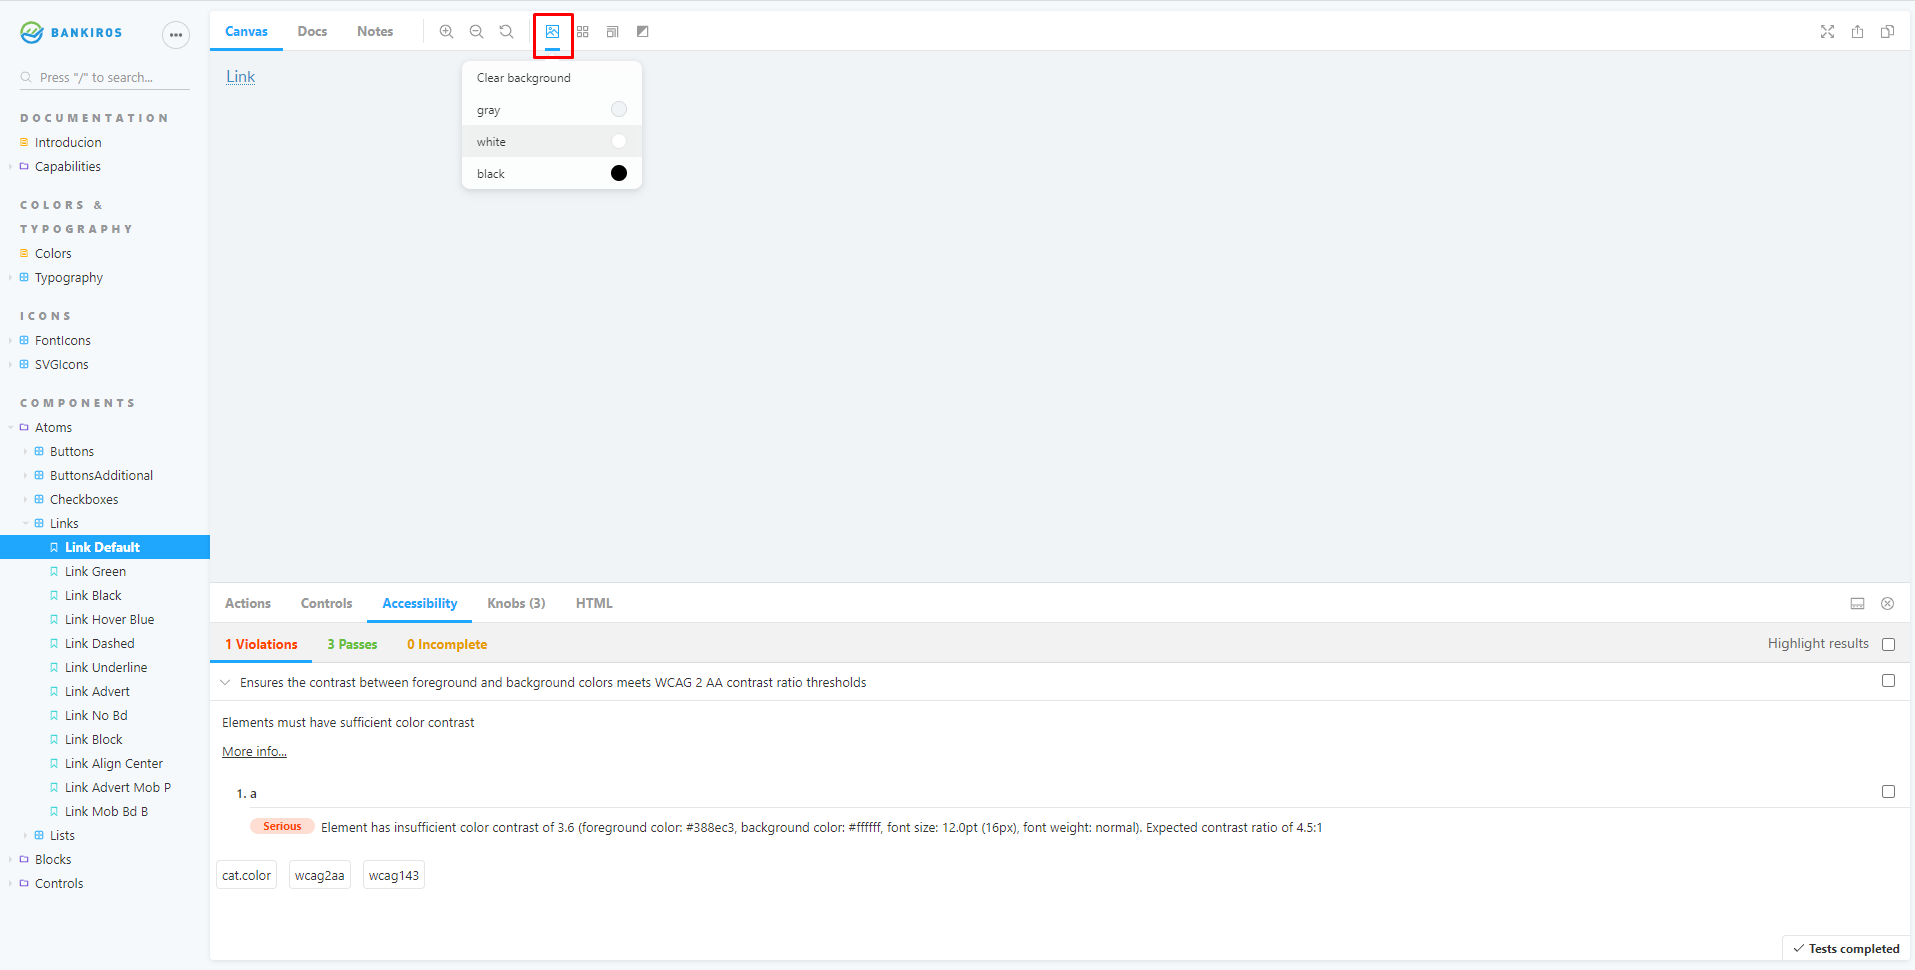 BANKIROS
Press "/" to search...
DOCUMENTATION
Introducion
Capabilities
COLORS &
TYPOGRAPHY
Colors
Typography
ICONS
FontIcons
SVGIcons
COMPONENTS
Atoms
Buttons
ButtonsAdditional
Checkboxes
Links
Link Default
Link Green
Link Black
Link Hover Blue
Link Dashed
Link Underline
Link Advert
Link No Bd
Link Block
Link Align Center
Link Advert Mob P
Link Mob Bd B
Lists
Blocks
Controls
Canvas Docs Notes
Link
Clear background
gray
white
black
Actions Controls Accessibility Knobs (3) HTML
1 Violations 3 Passes 0 Incomplete Highlight results
Ensures the contrast between foreground and background colors meets WCAG 2 AA contrast ratio thresholds
Elements must have sufficient color contrast
More info...
1. a
Serious Element has insufficient color contrast of 3.6 (foreground color: #388ec3, background color: #ffffff, font size: 12.0pt (16px), font weight: normal). Expected contrast ratio of 4.5:1
cat.color wcag2aa wcag143
Tests completed